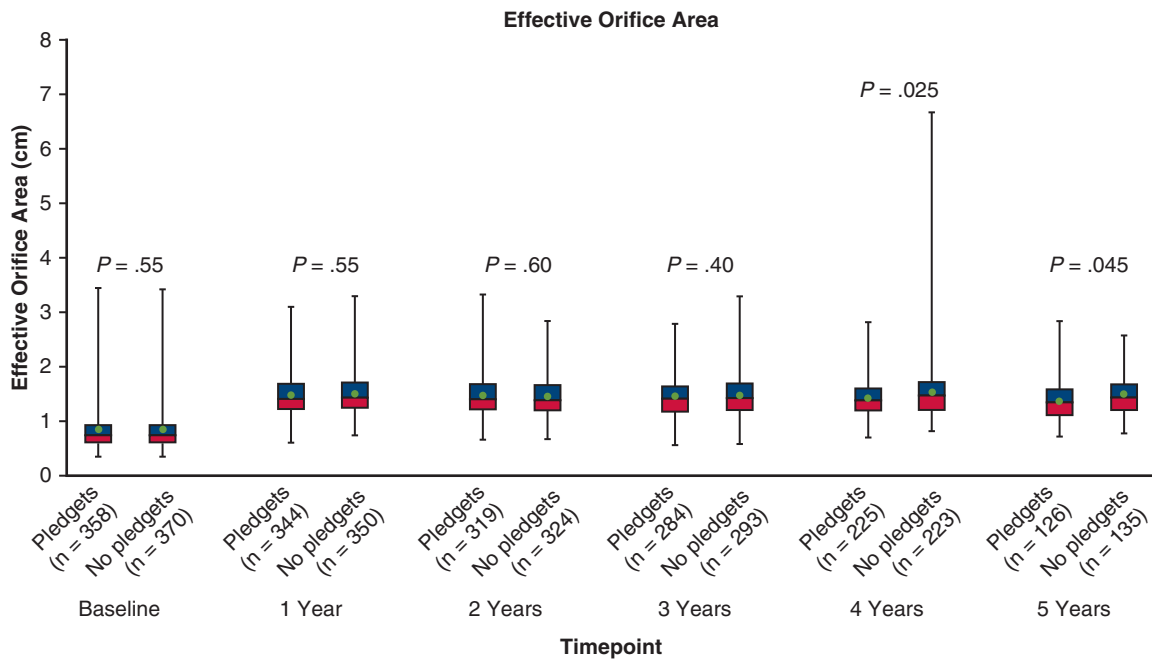 Effective Orifice Area
Effective Orifice Area (cm)
8
7
6
5
4
3
2
1
0
P = .55
P = .55
P = .60
P = .40
P = .025
P = .045
Pledgets
(n = 358)
No pledgets
(n = 370)
Pledgets
(n = 344)
No pledgets
(n = 350)
Pledgets
(n = 319)
No pledgets
(n = 324)
Pledgets
(n = 284)
No pledgets
(n = 293)
Pledgets
(n = 225)
No pledgets
(n = 223)
Pledgets
(n = 126)
No pledgets
(n = 135)
Baseline
1 Year
2 Years
3 Years
4 Years
5 Years
Timepoint